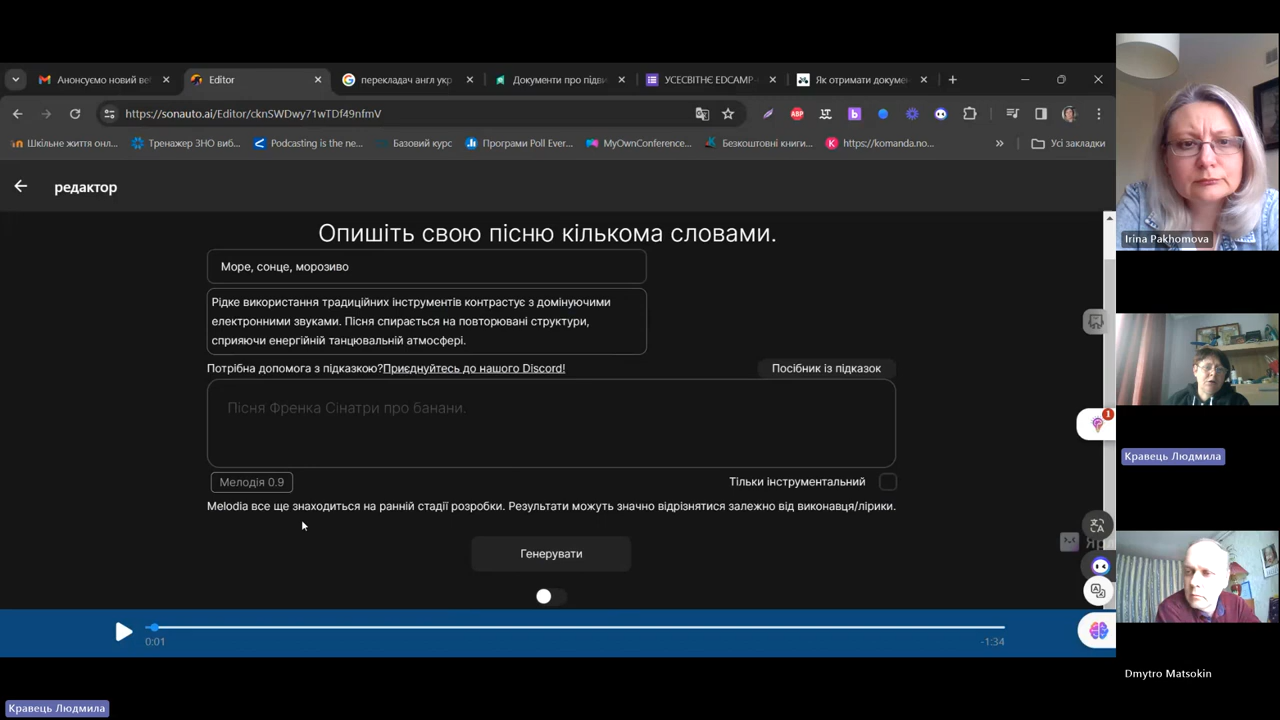 Анонсуємо новий веб
Editor
перекладач англ укр
Документи про підви
УСЕСВІТНЄ EDCAMP -
Як отримати докумен
https://sonauto.ai/Editor/cknSWDwy71wTDf49nfmV
Шкільне життя онл...
Тренажер ЗНО виб...
Podcasting is the ne...
Базовий курс
Програми Poll Ever...
MyOwnConference...
Безкоштовні книги...
https://komanda.no...
»
Усі закладки
редактор
Опишіть свою пісню кількома словами.
Море, сонце, морозиво
Рідке використання традиційних інструментів контрастує з домінуючими
електронними звуками. Пісня спирається на повторювані структури,
сприяючи енергійній танцювальній атмосфері.
Потрібна допомога з підказкою?Приєднуйтесь до нашого Discord!
Посібник із підказок
Пісня Френка Сінатри про банани.
Мелодія 0.9
Тільки інструментальний
Melodia все ще знаходиться на ранній стадії розробки. Результати можуть значно відрізнятися залежно від виконавця/лірики.
Генерувати
0:01
-1:34
ABP
1
Irina Pakhomova
Кравець Людмила
Dmytro Matsokin
Кравець Людмила